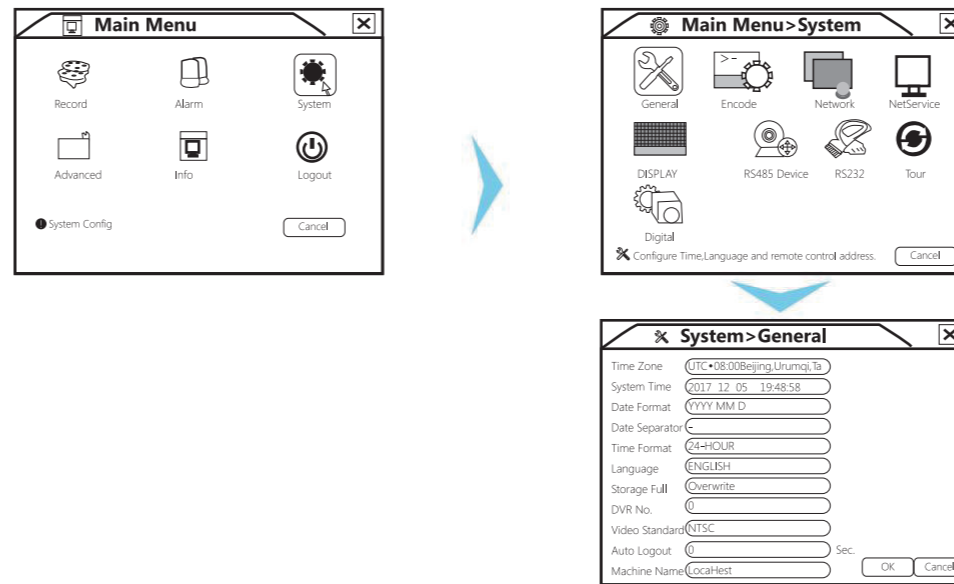 Main Menu
Record Alarm System
Advanced Info Logout
System Config Cancel
Main Menu>System
>-
General Encode Network NetService
DISPLAY RS485 Device RS232 Tour
Digital
Configure Time,Language and remote control address. Cancel
System>General
Time Zone UTC•08:00Beijing,Urumqi,Ta
System Time 2017 12 05 19:48:58
Date Format YYYY MM D
Date Separator -
Time Format 24-HOUR
Language ENGLISH
Storage Full Overwrite
DVR No. 0
Video Standard NTSC
Auto Logout 0 Sec.
Machine Name LocaHest OK Cancel